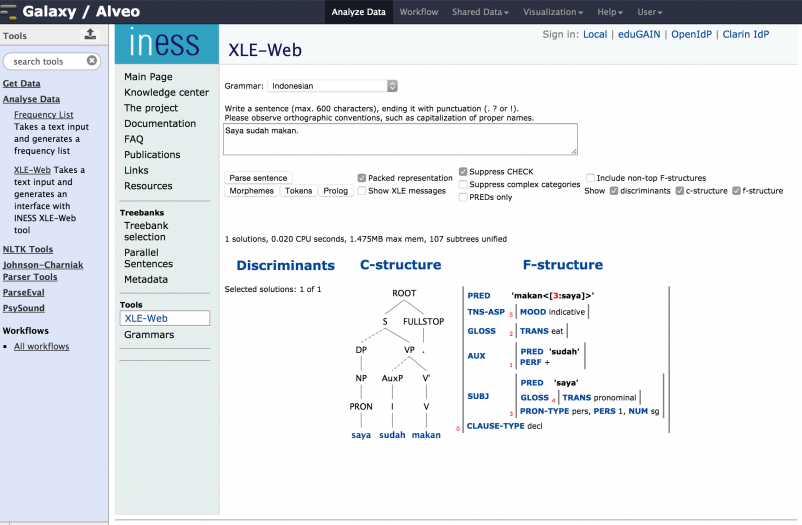 Galaxy / Alveo
Analyze Data Workflow Shared Data Visualization Help User
Tools
search tools
Get Data
Analyse Data
Frequency List
Takes a text input
and generates a
frequency list
XLE-Web Takes a
text input and
generates an
interface with
INESS XLE-Web
tool
NLTK Tools
Johnson-Charniak
Parser Tools
ParseEval
PsySound
Workflows
All workflows
iness
Main Page
Knowledge center
The project
Documentation
FAQ
Publications
Links
Resources
Treebanks
Treebank
selection
Parallel
Sentences
Metadata
Tools
XLE-Web
Grammars
Sign in: Local | eduGAIN | OpenIdP | Clarin IdP
XLE-Web
Grammar: Indonesian
Write a sentence (max. 600 characters), ending it with punctuation (. ? or !).
Please observe orthographic conventions, such as capitalization of proper names.
Saya sudah makan.
Parse sentence
Morphemes Tokens Prolog
Packed representation
Show XLE messages
Suppress CHECK
Suppress complex categories
PREDs only
Include non-top F-structures
Show discriminants c-structure f-structure
1 solutions, 0.020 CPU seconds, 1.475MB max mem, 107 subtrees unified
Discriminants C-structure F-structure
Selected solutions: 1 of 1
ROOT
S FULLSTOP
DP VP .
NP AuxP V'
PRON I V
saya sudah makan
PRED 'makan<[3:saya]>'
TNS-ASP 5 MOOD indicative
GLOSS 2 TRANS eat
PRED 'sudah'
AUX
1 PERF +
PRED 'saya'
SUBJ GLOSS 4 TRANS pronominal
3 PRON-TYPE pers, PERS 1, NUM sg
0 CLAUSE-TYPE decl